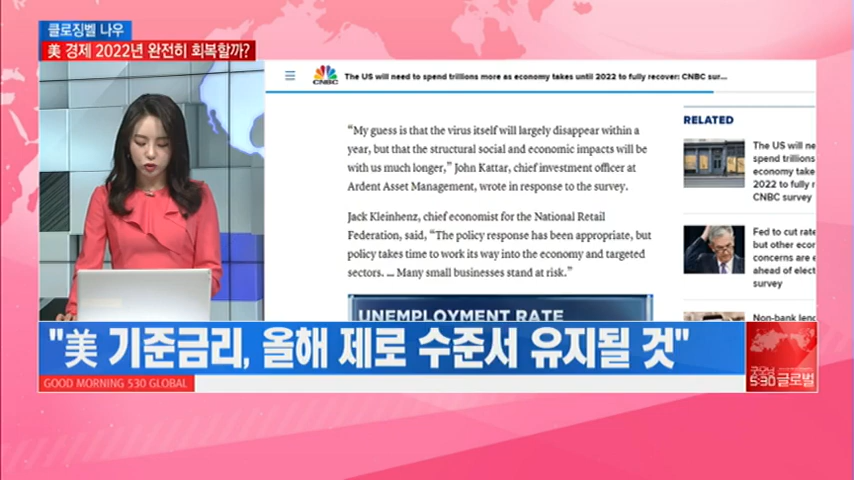 클로징벨 나우
美 경제 2022년 완전히 회복할까?
CNBC
The US will need to spend trillions more as economy takes until 2022 to fully recover: CNBC sur...
“My guess is that the virus itself will largely disappear within a
year, but that the structural social and economic impacts will be
with us much longer,” John Kattar, chief investment officer at
Ardent Asset Management, wrote in response to the survey.
Jack Kleinhenz, chief economist for the National Retail
Federation, said, “The policy response has been appropriate, but
policy takes time to work its way into the economy and targeted
sectors. ... Many small businesses stand at risk.”
UNEMPLOYMENT RATE
RELATED
The US will ne
spend trillions
economy take
2022 to fully r
CNBC survey
Fed to cut rate
but other eco
concerns are e
ahead of elect
survey
Non-bank lend
"美 기준금리, 올해 제로 수준서 유지될 것"
GOOD MORNING 530 GLOBAL
굿모닝
5:30 글로벌